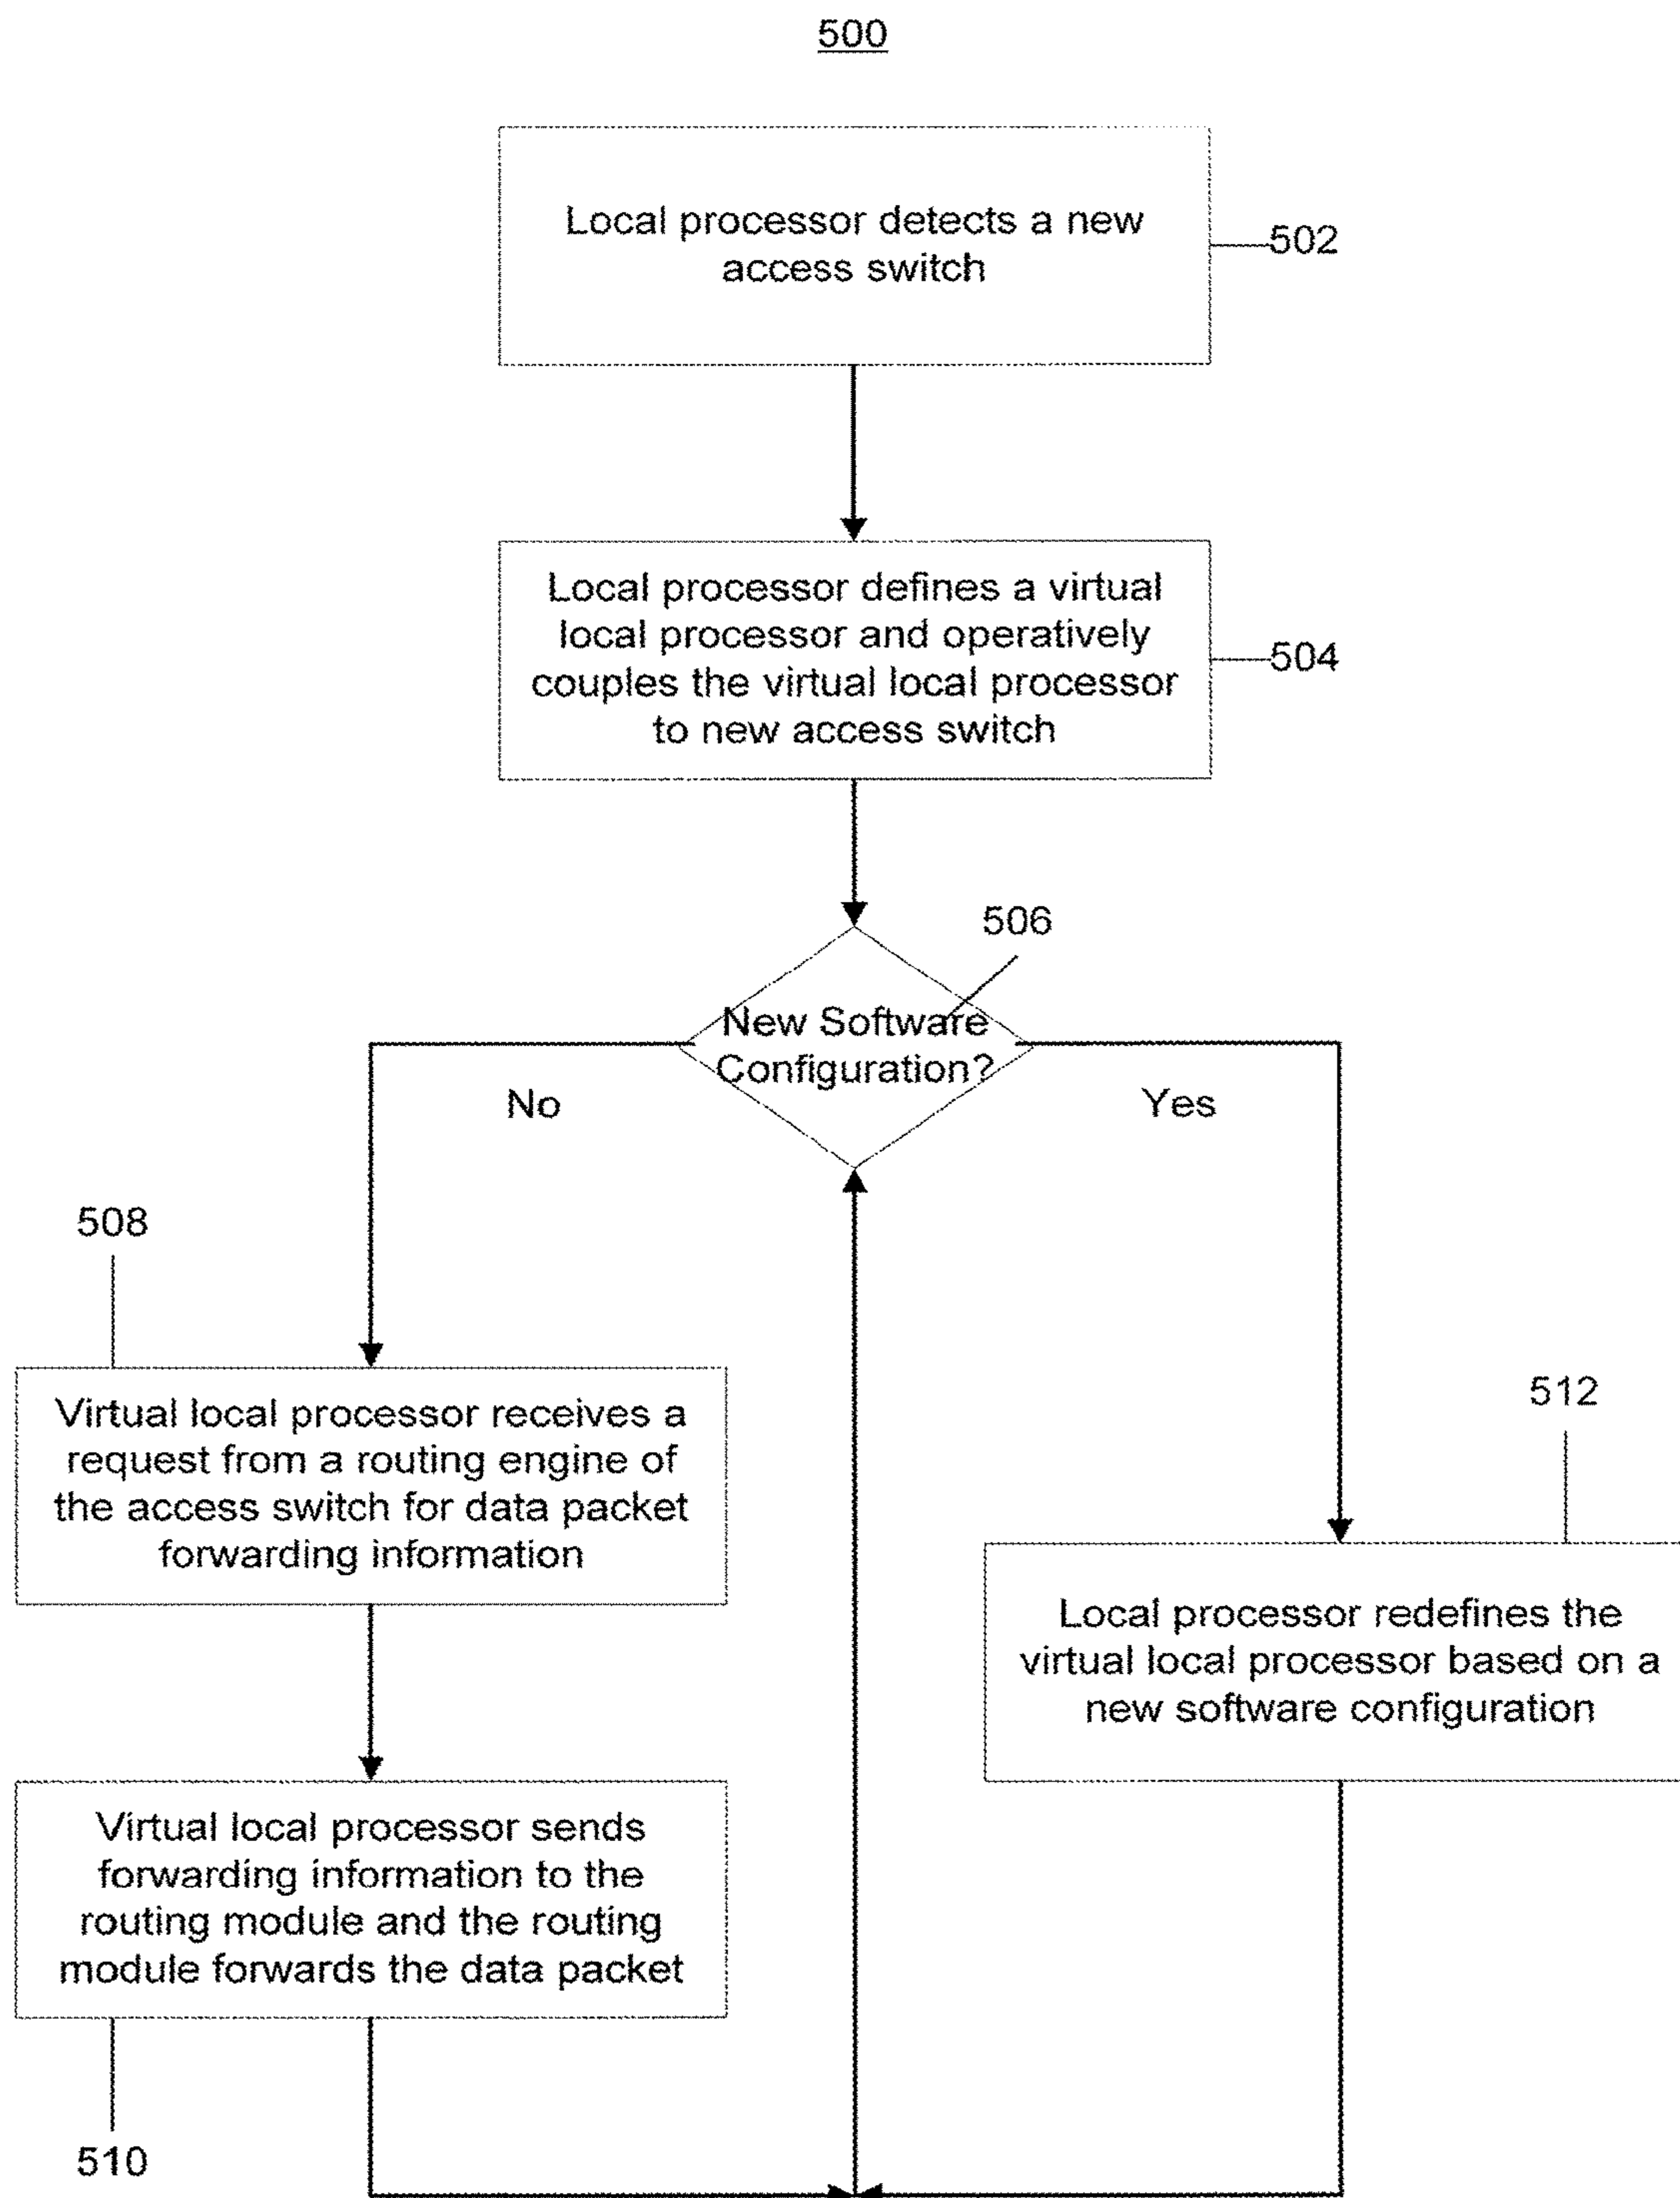 500
Local processor detects a new
access switch
502
Local processor defines a virtual
local processor and operatively
couples the virtual local processor
to new access switch
504
506
New Software
Configuration?
No
Yes
508
Virtual local processor receives a
request from a routing engine of
the access switch for data packet
forwarding information
512
Local processor redefines the
virtual local processor based on a
new software configuration
Virtual local processor sends
forwarding information to the
routing module and the routing
module forwards the data packet
510